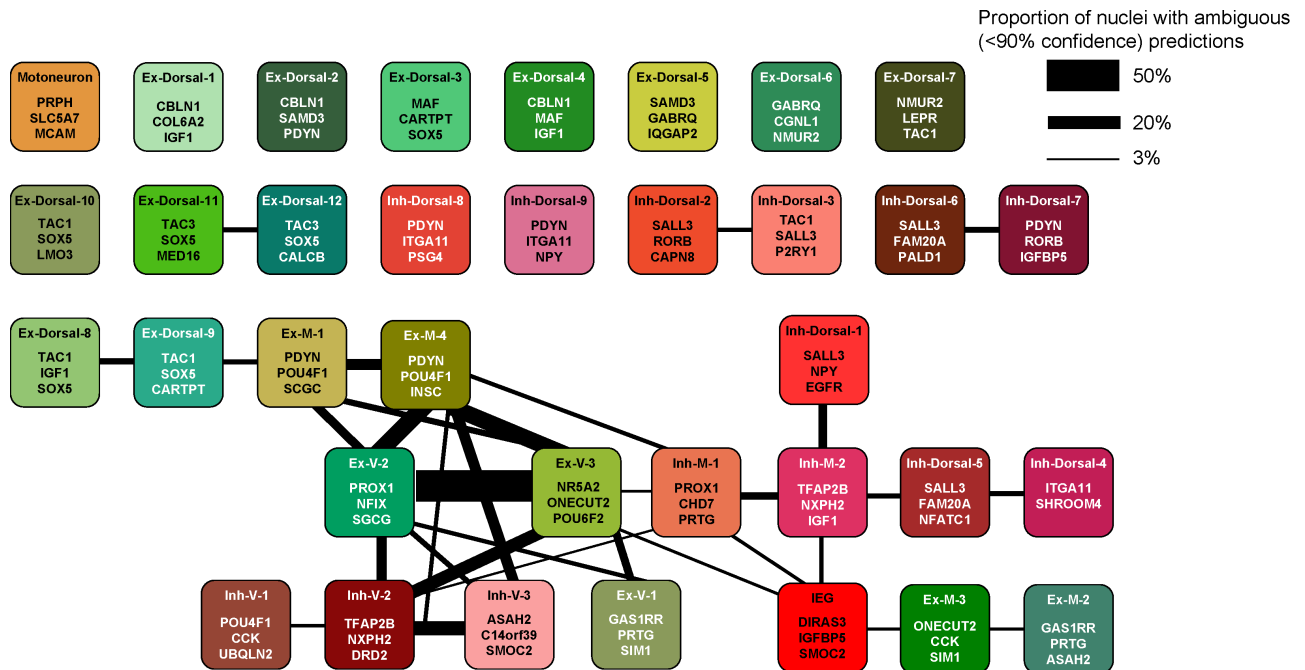 Proportion of nuclei with ambiguous
(<90% confidence) predictions
50%
20%
3%
Motoneuron
PRPH
SLC5A7
MCAM
Ex-Dorsal-1
CBLN1
COL6A2
IGF1
Ex-Dorsal-2
CBLN1
SAMD3
PDYN
Ex-Dorsal-3
MAF
CARTPT
SOX5
Ex-Dorsal-4
CBLN1
MAF
IGF1
Ex-Dorsal-5
SAMD3
GABRQ
IQGAP2
Ex-Dorsal-6
GABRQ
CGNL1
NMUR2
Ex-Dorsal-7
NMUR2
LEPR
TAC1
Ex-Dorsal-10
TAC1
SOX5
LMO3
Ex-Dorsal-11
TAC3
SOX5
MED16
Ex-Dorsal-12
TAC3
SOX5
CALCB
Inh-Dorsal-8
PDYN
ITGA11
PSG4
Inh-Dorsal-9
PDYN
ITGA11
NPY
Inh-Dorsal-2
SALL3
RORB
CAPN8
Inh-Dorsal-3
TAC1
SALL3
P2RY1
Inh-Dorsal-6
SALL3
FAM20A
PALD1
Inh-Dorsal-7
PDYN
RORB
IGFBP5
Ex-Dorsal-8
TAC1
IGF1
SOX5
Ex-Dorsal-9
TAC1
SOX5
CARTPT
Ex-M-1
PDYN
POU4F1
SCGC
Ex-M-4
PDYN
POU4F1
INSC
Inh-Dorsal-1
SALL3
NPY
EGFR
Ex-V-2
PROX1
NFIX
SGCG
Ex-V-3
NR5A2
ONECUT2
POU6F2
Inh-M-1
PROX1
CHD7
PRTG
Inh-M-2
TFAP2B
NXPH2
IGF1
Inh-Dorsal-5
SALL3
FAM20A
NFATC1
Inh-Dorsal-4
ITGA11
SHROOM4
Inh-V-1
POU4F1
CCK
UBQLN2
Inh-V-2
TFAP2B
NXPH2
DRD2
Inh-V-3
ASAH2
C14orf39
SMOC2
Ex-V-1
GAS1RR
PRTG
SIM1
IEG
DIRAS3
IGFBP5
SMOC2
Ex-M-3
ONECUT2
CCK
SIM1
Ex-M-2
GAS1RR
PRTG
ASAH2